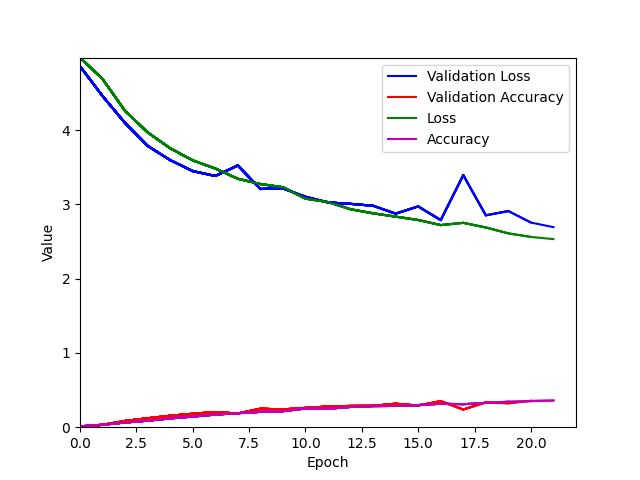 Validation Loss
Validation Accuracy
Loss
Accuracy
4
3
2
1
0
Value
0.0 2.5 5.0 7.5 10.0 12.5 15.0 17.5 20.0
Epoch